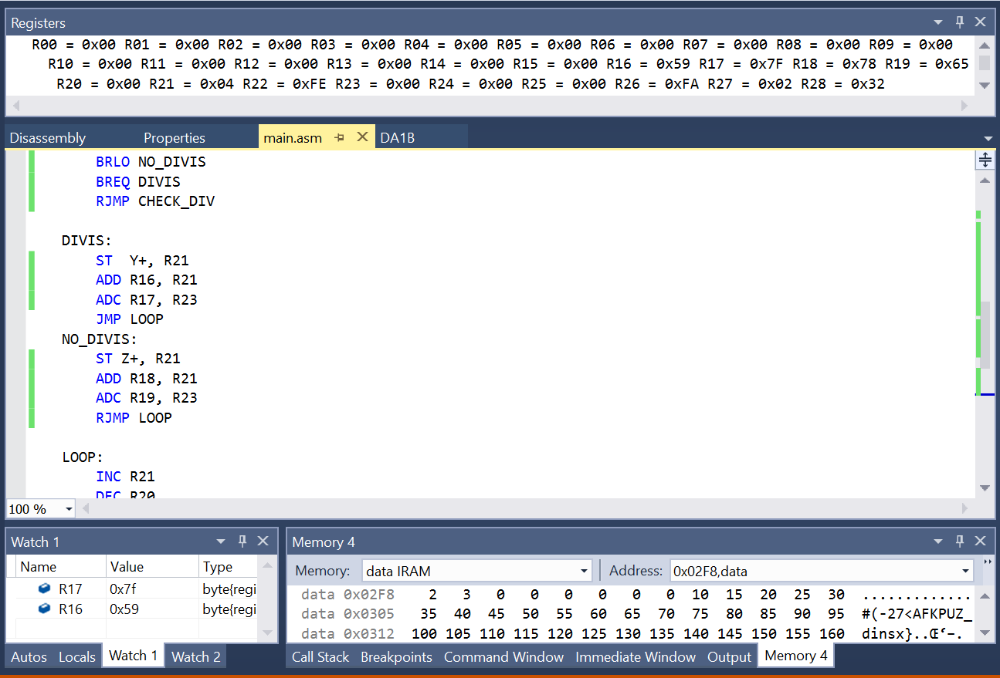 Registers
R00 = 0x00 R01 = 0x00 R02 = 0x00 R03 = 0x00 R04 = 0x00 R05 = 0x00 R06 = 0x00 R07 = 0x00 R08 = 0x00 R09 = 0x00
R10 = 0x00 R11 = 0x00 R12 = 0x00 R13 = 0x00 R14 = 0x00 R15 = 0x00 R16 = 0x59 R17 = 0x7F R18 = 0x78 R19 = 0x65
R20 = 0x00 R21 = 0x04 R22 = 0xFE R23 = 0x00 R24 = 0x00 R25 = 0x00 R26 = 0xFA R27 = 0x02 R28 = 0x32
Disassembly Properties main.asm DA1B
BRLO NO_DIVIS
BREQ DIVIS
RJMP CHECK_DIV
DIVIS:
ST Y+, R21
ADD R16, R21
ADC R17, R23
JMP LOOP
NO_DIVIS:
ST Z+, R21
ADD R18, R21
ADC R19, R23
RJMP LOOP
LOOP:
INC R21
DEC R20
100 %
Watch 1
Name Value Type
R17 0x7f byte{regi
R16 0x59 byte{regi
Autos Locals Watch 1 Watch 2
Memory 4
Memory: data IRAM Address: 0x02F8,data
data 0x02F8 2 3 0 0 0 0 0 0 10 15 20 25 30 .............
data 0x0305 35 40 45 50 55 60 65 70 75 80 85 90 95 #(-27<AFKPUZ_
data 0x0312 100 105 110 115 120 125 130 135 140 145 150 155 160 dinsx}..Œ‘–.
Call Stack Breakpoints Command Window Immediate Window Output Memory 4